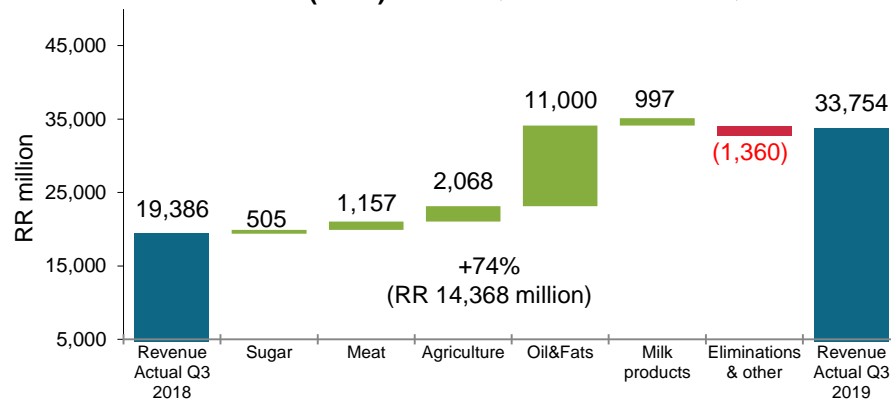 45,000
35,000
25,000
15,000
5,000
RR million
19,386
505
1,157
2,068
11,000
997
(1,360)
33,754
+74%
(RR 14,368 million)
Revenue
Actual Q3
2018
Sugar
Meat
Agriculture
Oil&Fats
Milk
products
Eliminations
& other
Revenue
Actual Q3
2019